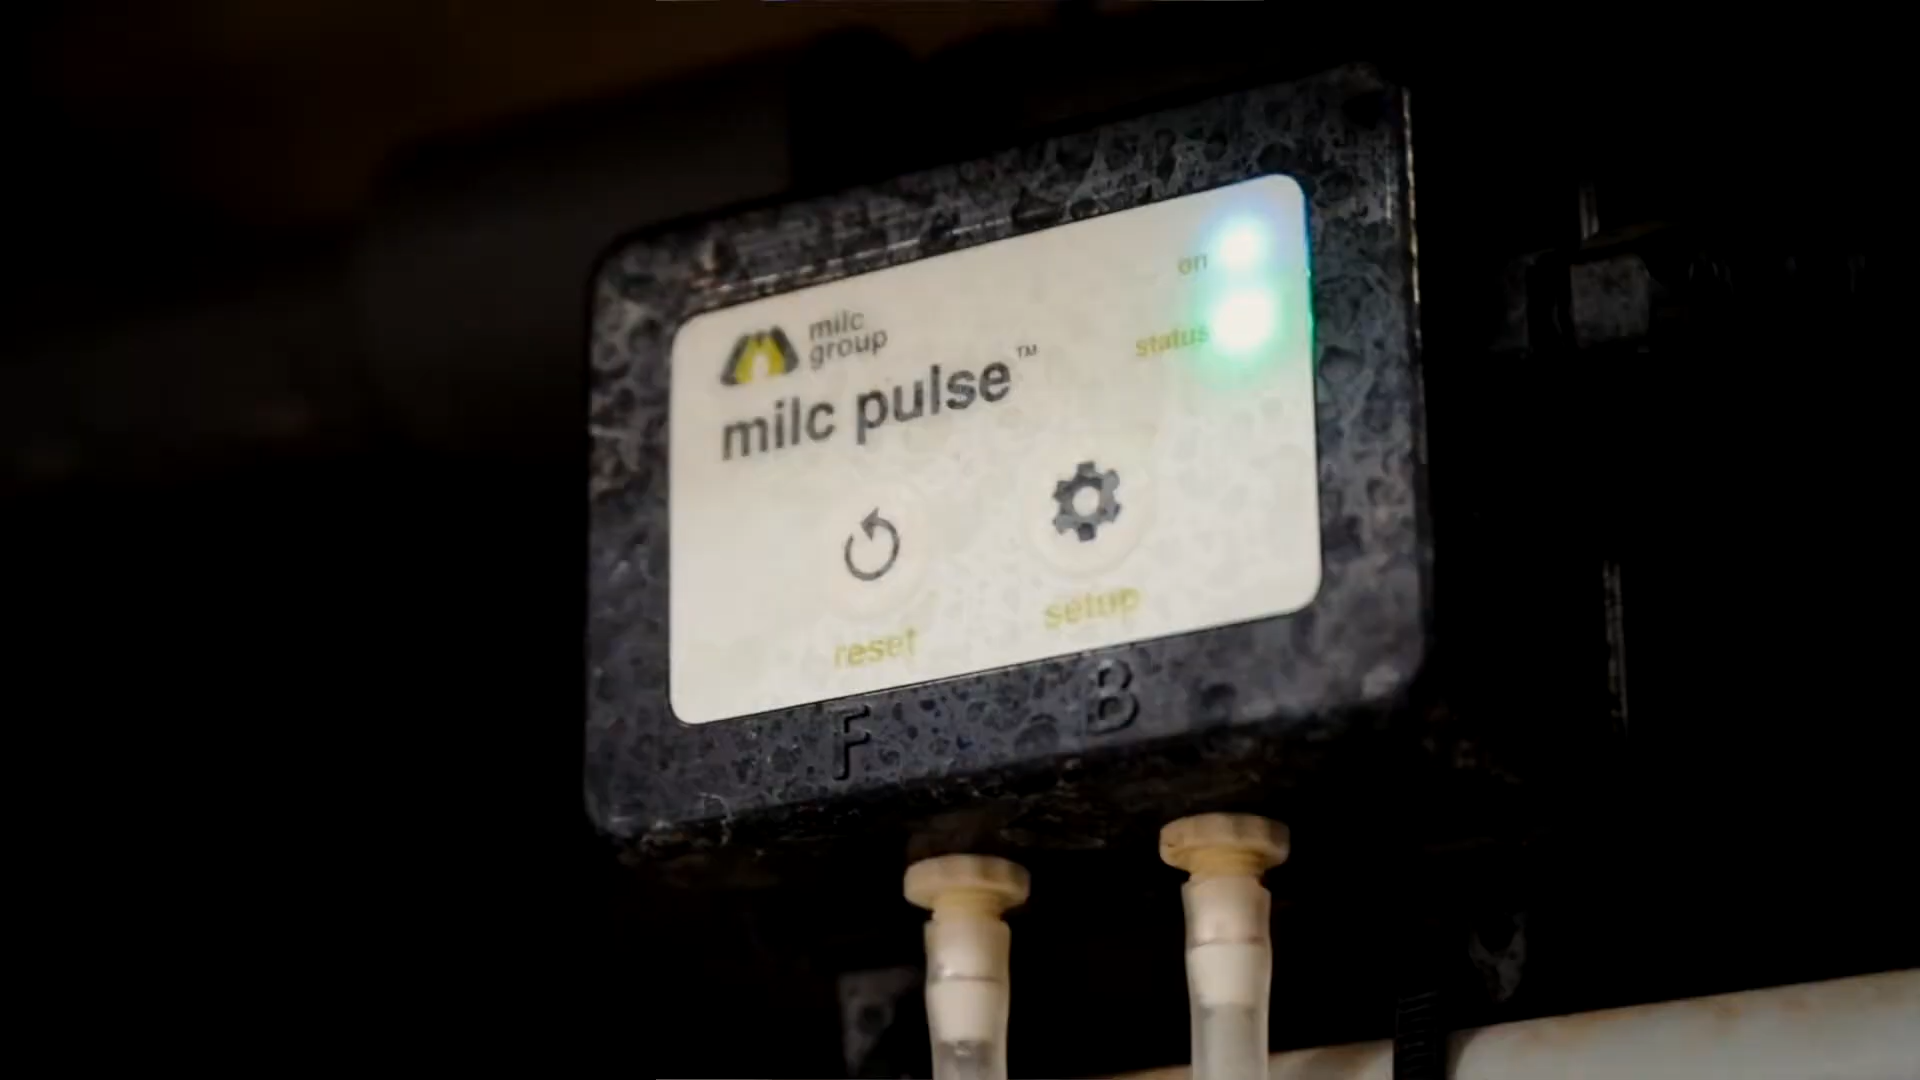 milc
group
milc pulse™
on
status
reset
setup
F
B